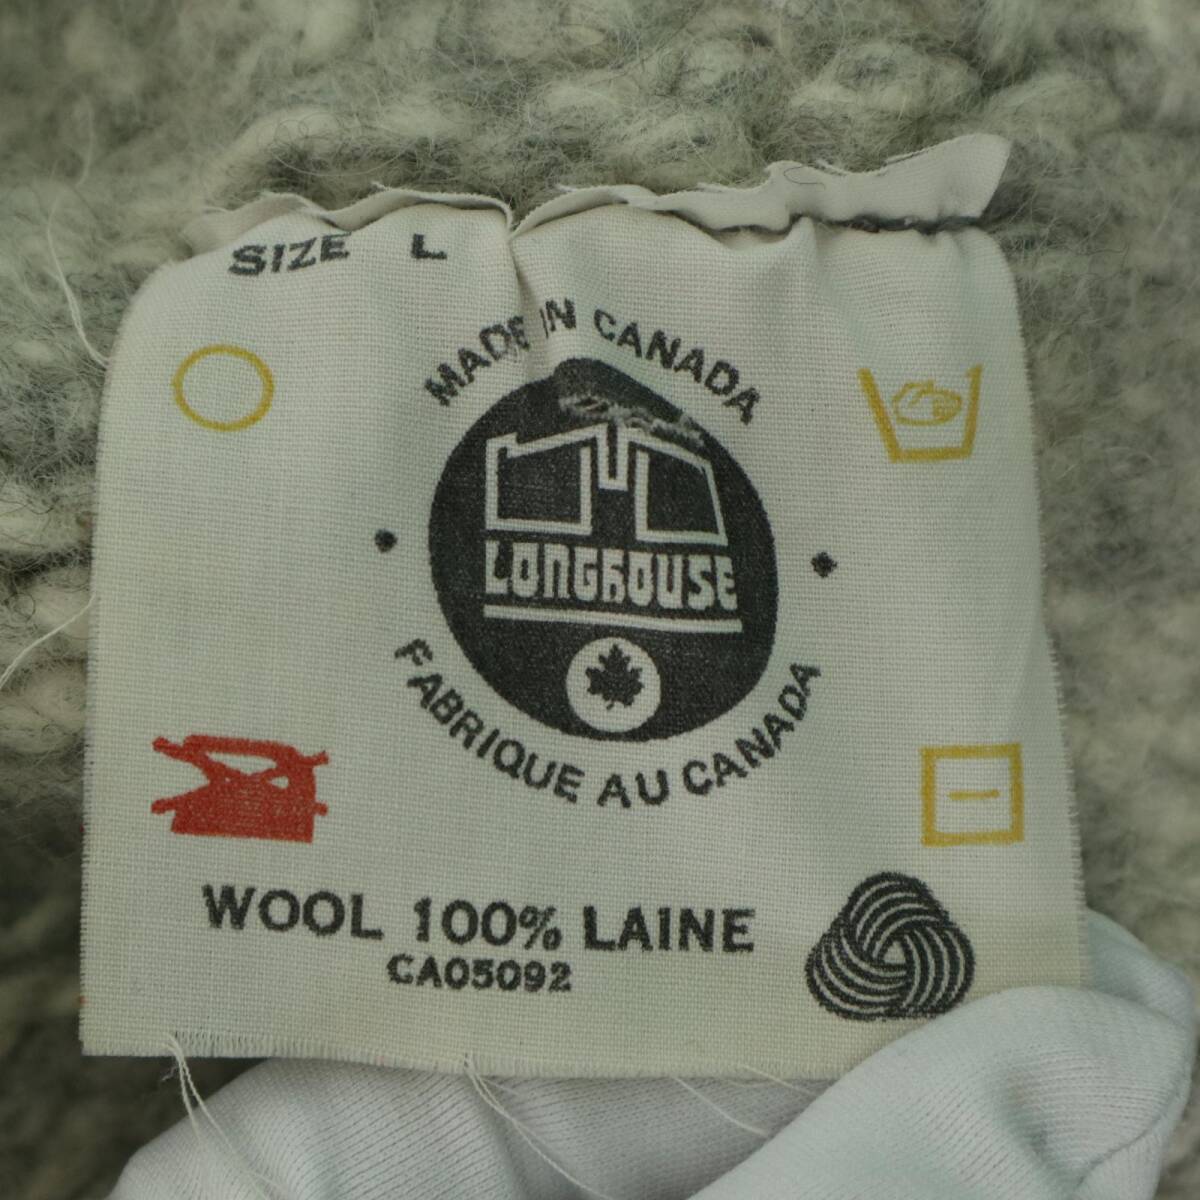 SIZE L
MADE IN CANADA
LONGHOUSE
FABRIQUE AU CANADA
WOOL 100% LAINE
CA05092